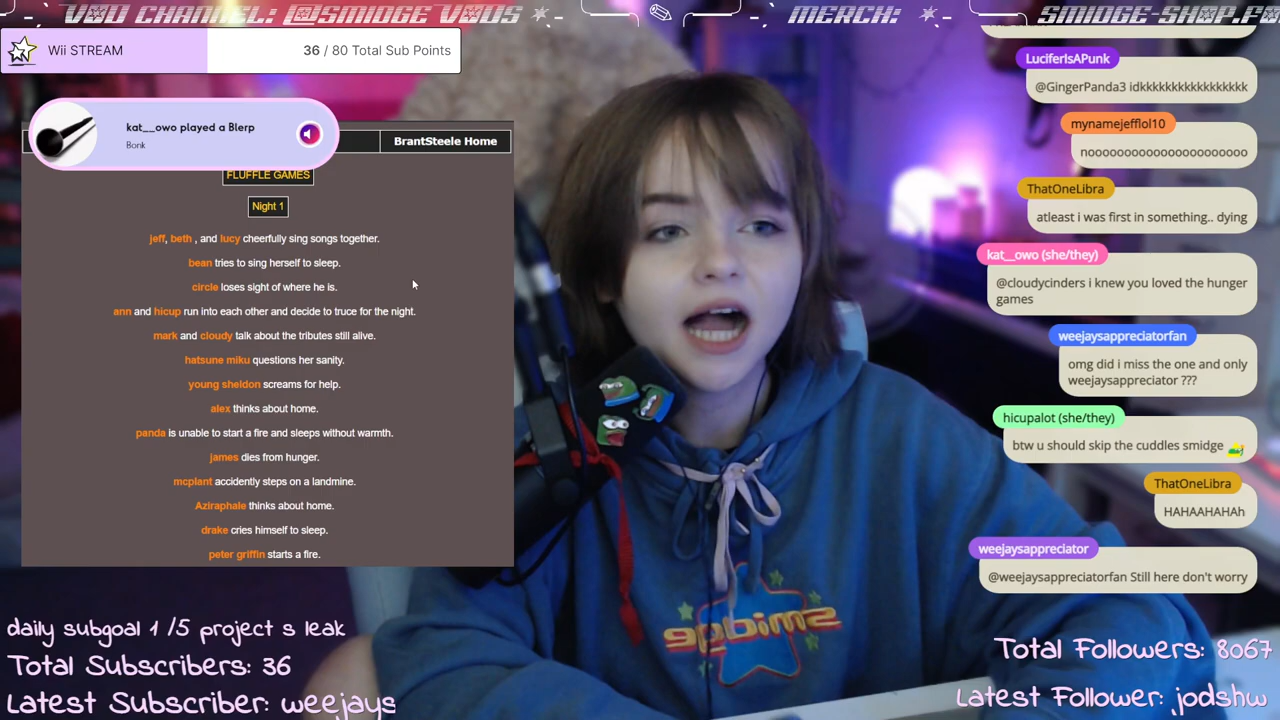 VOD CHANNEL: @SMIDGE VODS
MERCH:
SMIDGE-SHOP.FO
Wii STREAM
36 / 80 Total Sub Points
kat__owo played a Blerp
Bonk
BrantSteele Home
FLUFFLE GAMES
Night 1
jeff, beth , and lucy cheerfully sing songs together.
bean tries to sing herself to sleep.
circle loses sight of where he is.
ann and hicup run into each other and decide to truce for the night.
mark and cloudy talk about the tributes still alive.
hatsune miku questions her sanity.
young sheldon screams for help.
alex thinks about home.
panda is unable to start a fire and sleeps without warmth.
james dies from hunger.
mcplant accidently steps on a landmine.
Aziraphale thinks about home.
drake cries himself to sleep.
peter griffin starts a fire.
daily subgoal 1 /5 project s leak
Total Subscribers: 36
Latest Subscriber: weejays
smidge
LuciferIsAPunk
@GingerPanda3 idkkkkkkkkkkkkkkkkk
mynamejefflol10
nooooooooooooooooooooooo
ThatOneLibra
atleast i was first in something.. dying
kat__owo (she/they)
@cloudycinders i knew you loved the hunger
games
weejaysappreciatorfan
omg did i miss the one and only
weejaysappreciator ???
hicupalot (she/they)
btw u should skip the cuddles smidge
ThatOneLibra
HAHAAHAHAh
weejaysappreciator
@weejaysappreciatorfan Still here don't worry
Total Followers: 8067
Latest Follower: jodshw